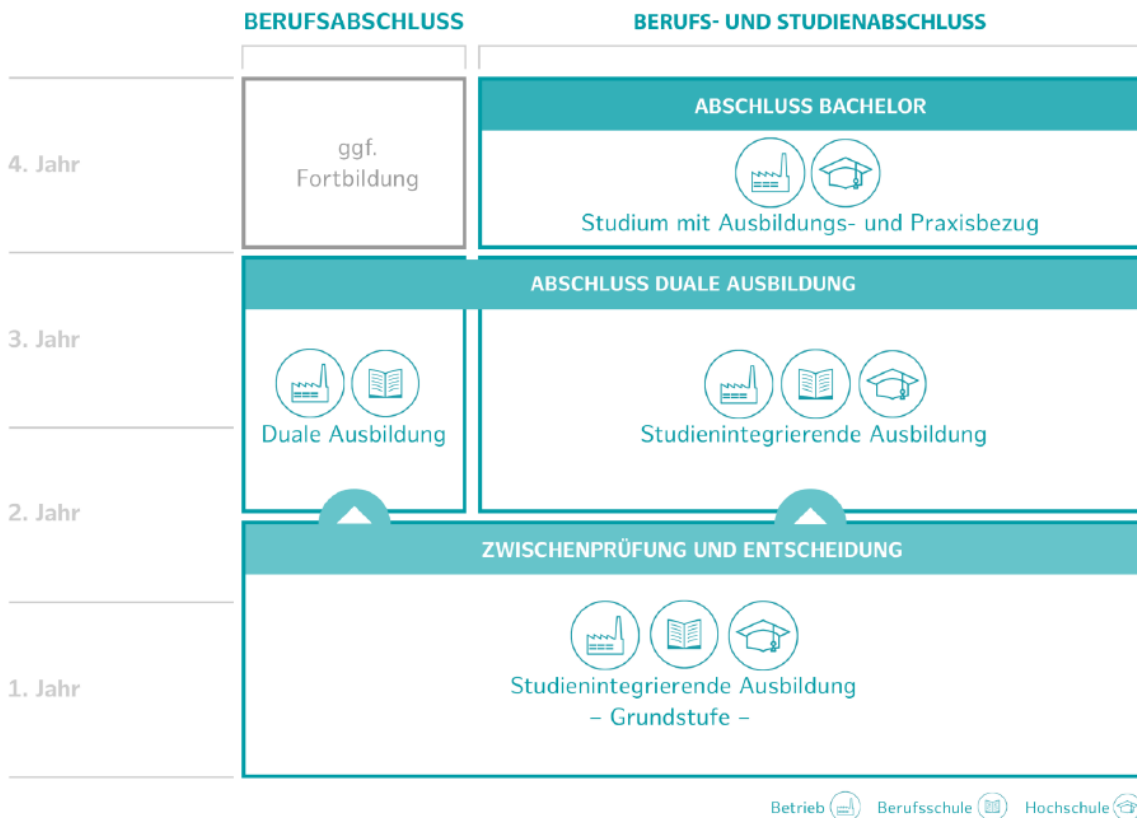 BERUFSABSCHLUSS
BERUFS- UND STUDIENABSCHLUSS
4. Jahr
ggf.
Fortbildung
ABSCHLUSS BACHELOR
Studium mit Ausbildungs- und Praxisbezug
ABSCHLUSS DUALE AUSBILDUNG
3. Jahr
Duale Ausbildung
Studienintegrierende Ausbildung
2. Jahr
ZWISCHENPRÜFUNG UND ENTSCHEIDUNG
1. Jahr
Studienintegrierende Ausbildung
– Grundstufe –
Betrieb Berufsschule Hochschule